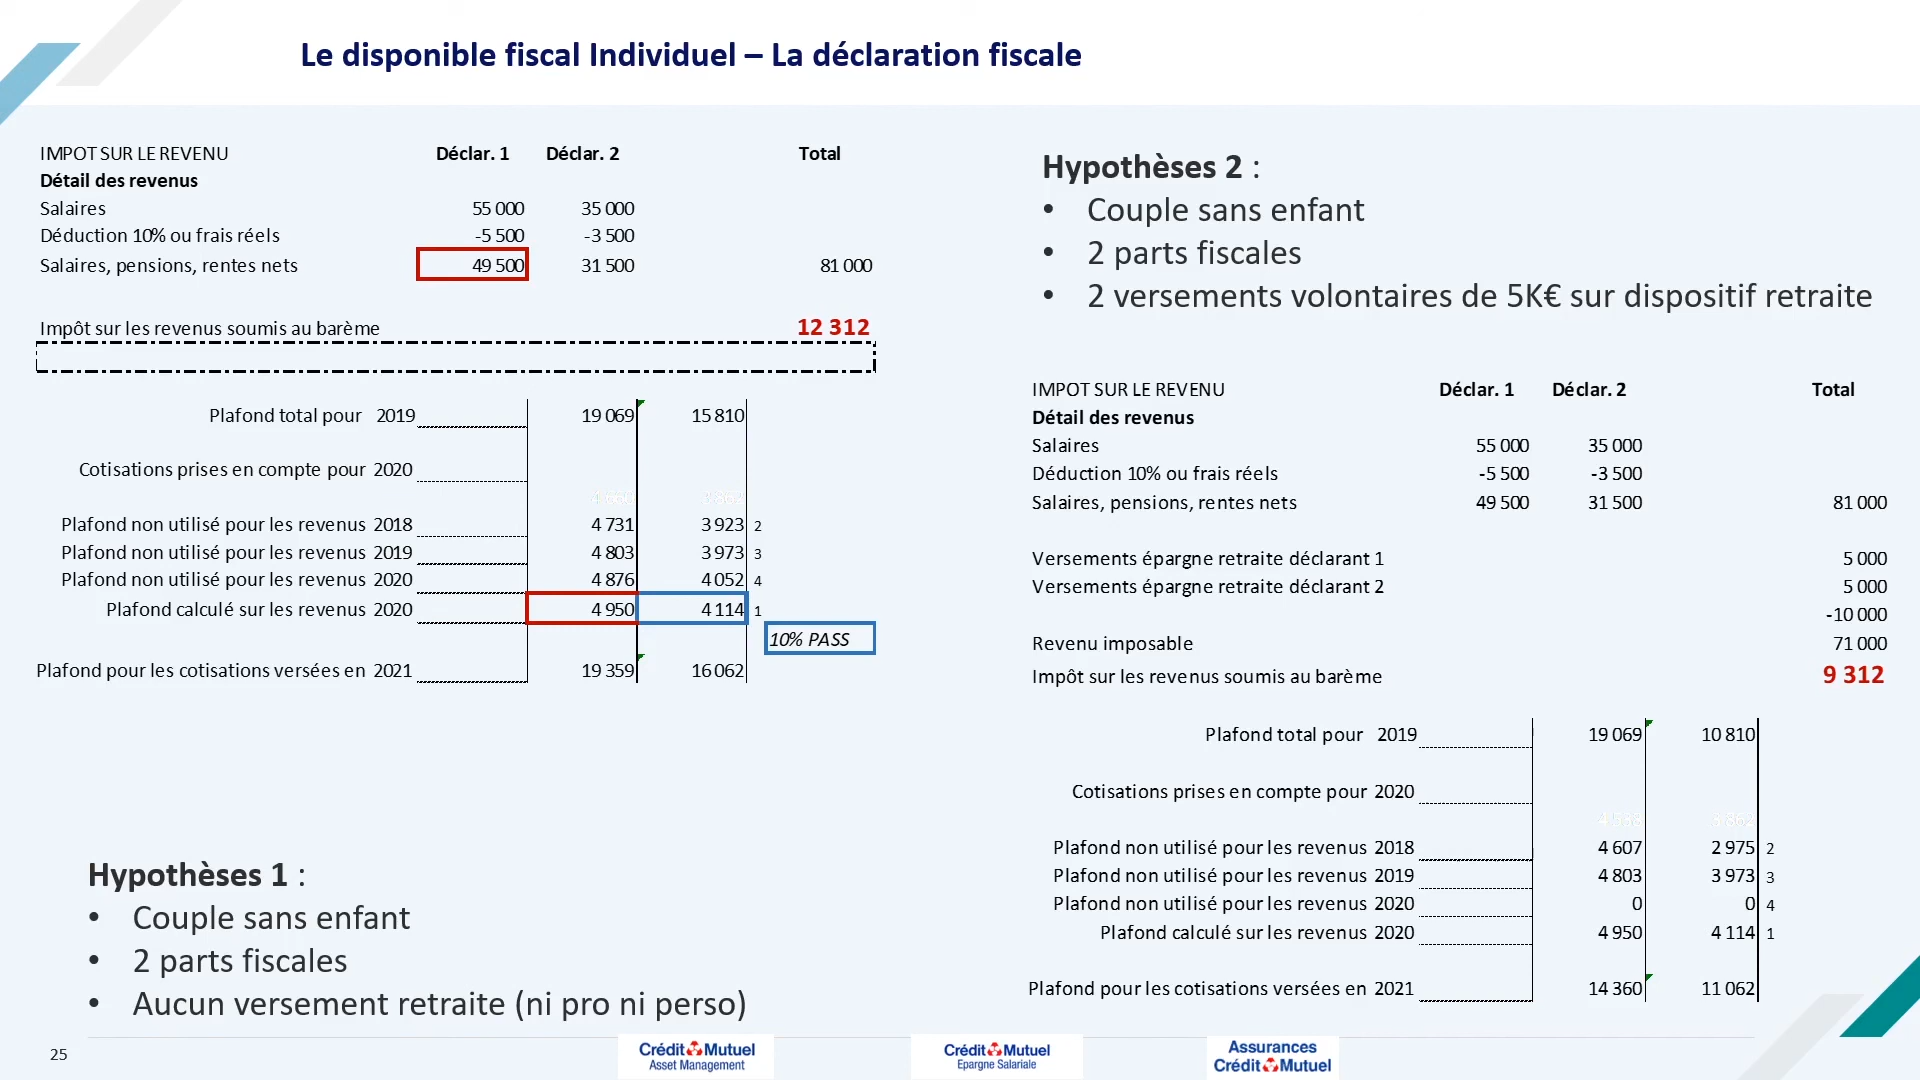 Le disponible fiscal Individuel – La déclaration fiscale
IMPOT SUR LE REVENU Déclar. 1 Déclar. 2 Total
Détail des revenus
Salaires 55 000 35 000
Déduction 10% ou frais réels -5 500 -3 500
Salaires, pensions, rentes nets 49 500 31 500 81 000
Impôt sur les revenus soumis au barème 12 312
Plafond total pour 2019 19 069 15 810
Cotisations prises en compte pour 2020
Plafond non utilisé pour les revenus 2018 4 731 3 923 2
Plafond non utilisé pour les revenus 2019 4 803 3 973 3
Plafond non utilisé pour les revenus 2020 4 876 4 052 4
Plafond calculé sur les revenus 2020 4 950 4 114 1
10% PASS
Plafond pour les cotisations versées en 2021 19 359 16 062
Hypothèses 1 :
• Couple sans enfant
• 2 parts fiscales
• Aucun versement retraite (ni pro ni perso)
Hypothèses 2 :
• Couple sans enfant
• 2 parts fiscales
• 2 versements volontaires de 5K€ sur dispositif retraite
IMPOT SUR LE REVENU Déclar. 1 Déclar. 2 Total
Détail des revenus
Salaires 55 000 35 000
Déduction 10% ou frais réels -5 500 -3 500
Salaires, pensions, rentes nets 49 500 31 500 81 000
Versements épargne retraite déclarant 1 5 000
Versements épargne retraite déclarant 2 5 000
-10 000
Revenu imposable 71 000
Impôt sur les revenus soumis au barème 9 312
Plafond total pour 2019 19 069 10 810
Cotisations prises en compte pour 2020
Plafond non utilisé pour les revenus 2018 4 607 2 975 2
Plafond non utilisé pour les revenus 2019 4 803 3 973 3
Plafond non utilisé pour les revenus 2020 0 0 4
Plafond calculé sur les revenus 2020 4 950 4 114 1
Plafond pour les cotisations versées en 2021 14 360 11 062
25
Crédit Mutuel
Asset Management
Crédit Mutuel
Epargne Salariale
Assurances
Crédit Mutuel